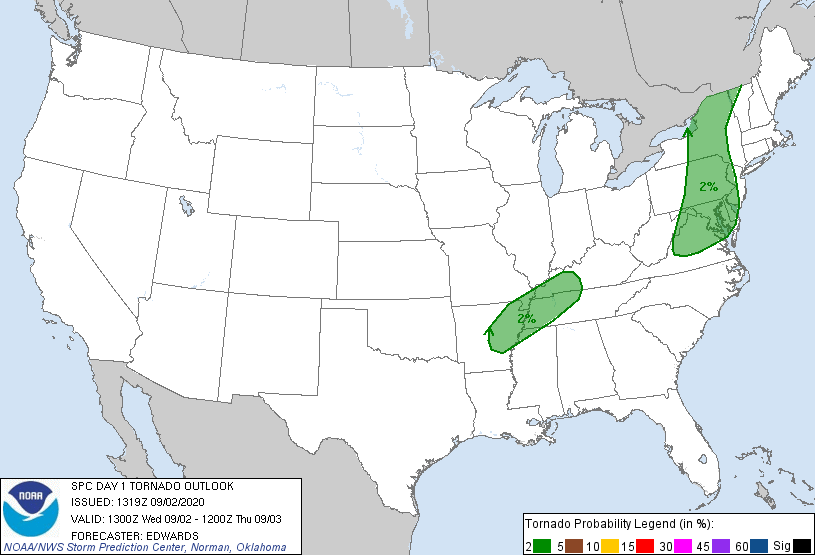 2%
2%
SPC DAY 1 TORNADO OUTLOOK
ISSUED: 1319Z 09/02/2020
VALID: 1300Z Wed 09/02 - 1200Z Thu 09/03
FORECASTER: EDWARDS
NOAA/NWS Storm Prediction Center, Norman, Oklahoma
NOAA
Tornado Probability Legend (in %):
2 5 10 15 30 45 60 Sig